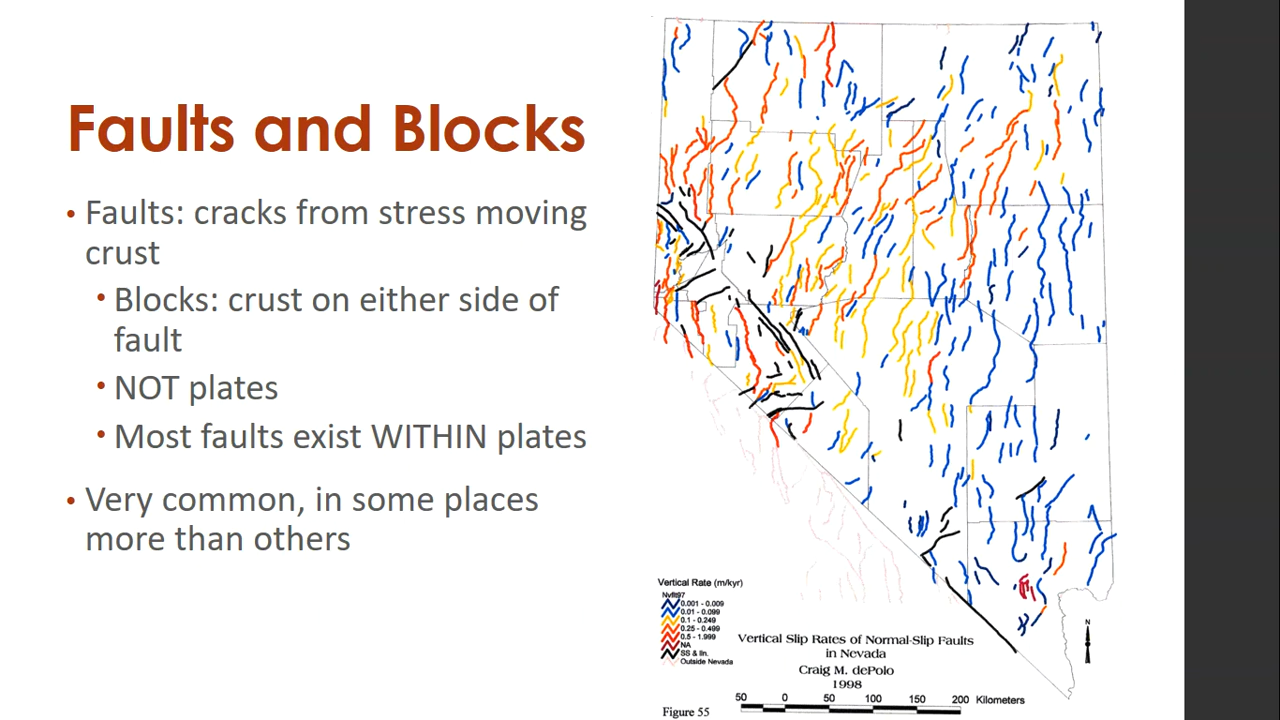 Faults and Blocks
• Faults: cracks from stress moving
crust
• Blocks: crust on either side of
fault
• NOT plates
• Most faults exist WITHIN plates
• Very common, in some places
more than others
Vertical Rate (m/kyr)
Nvflt97
0.001 - 0.009
0.01 - 0.099
0.1 - 0.249
0.25 - 0.499
0.5 - 1.999
NA
SS & lln.
Outside Nevada
Vertical Slip Rates of Normal-Slip Faults
in Nevada
Craig M. dePolo
1998
N
50 0 50 100 150 200 Kilometers
Figure 55